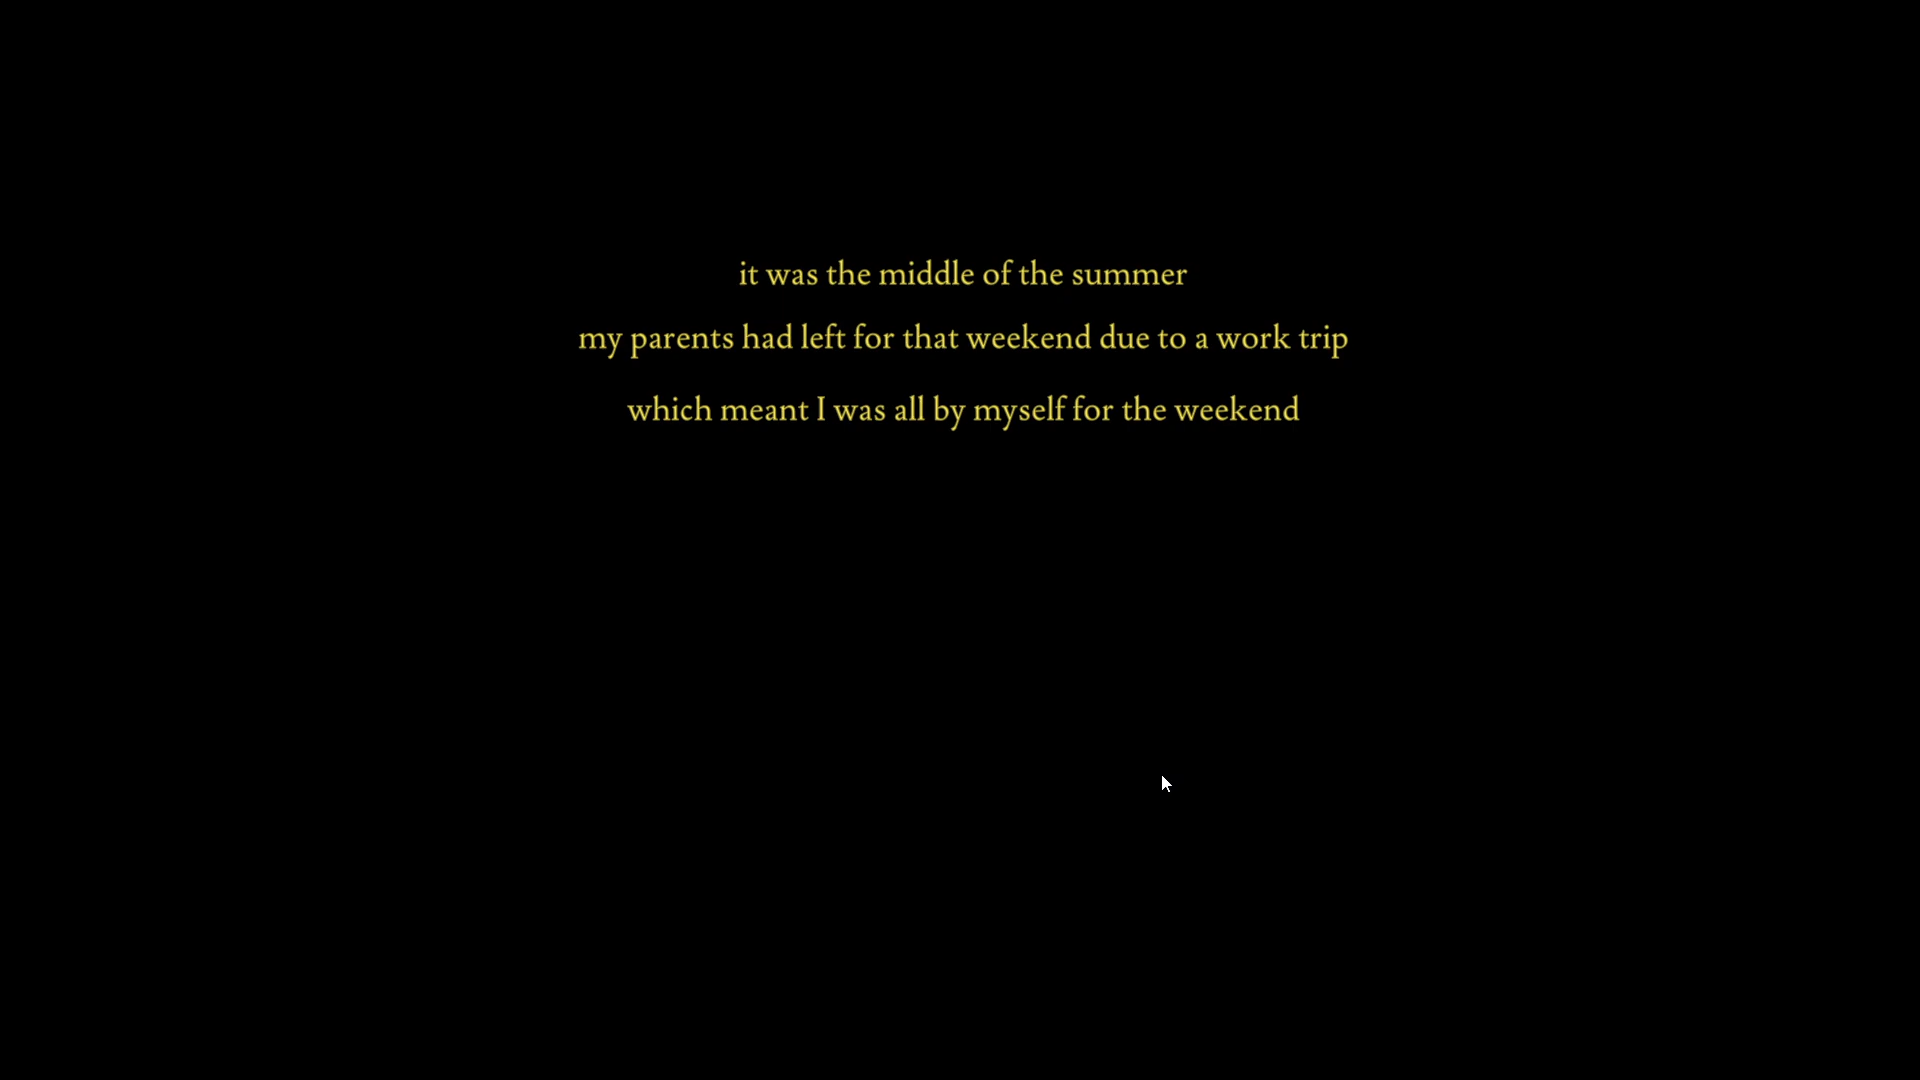 it was the middle of the summer
my parents had left for that weekend due to a work trip
which meant I was all by myself for the weekend